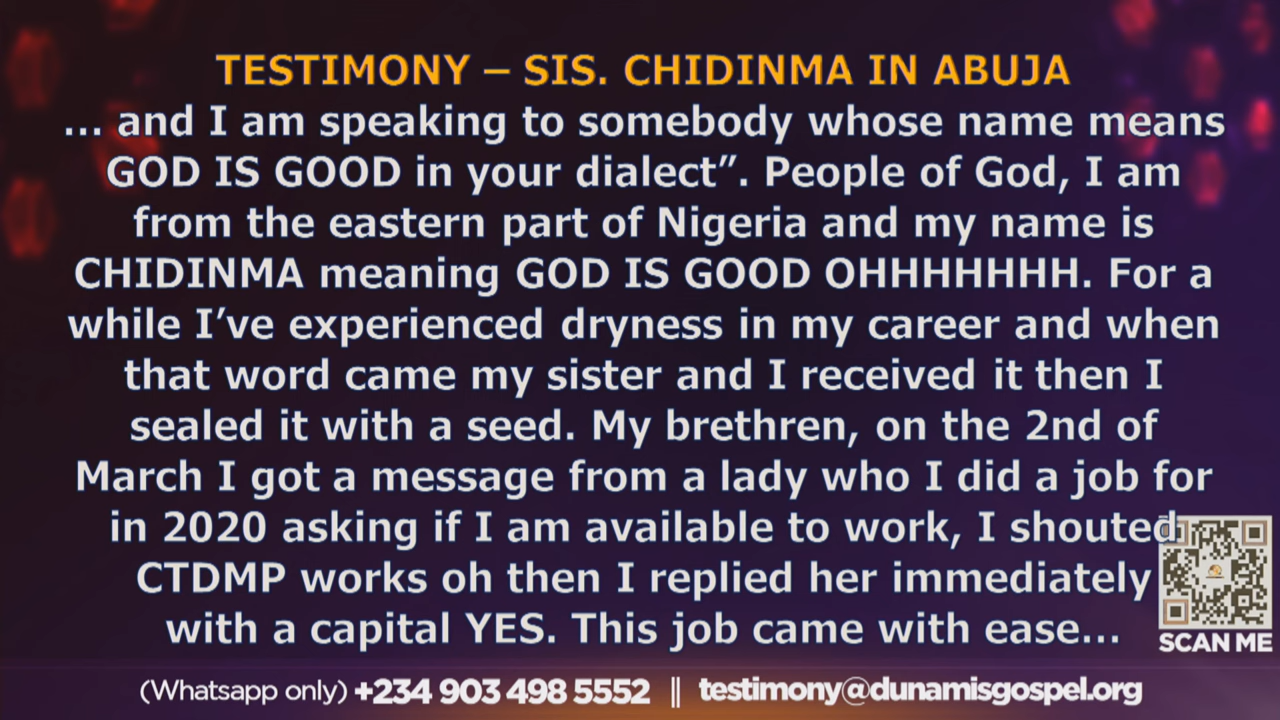 TESTIMONY – SIS. CHIDINMA IN ABUJA
... and I am speaking to somebody whose name means
GOD IS GOOD in your dialect”. People of God, I am
from the eastern part of Nigeria and my name is
CHIDINMA meaning GOD IS GOOD OHHHHHHH. For a
while I’ve experienced dryness in my career and when
that word came my sister and I received it then I
sealed it with a seed. My brethren, on the 2nd of
March I got a message from a lady who I did a job for
in 2020 asking if I am available to work, I shouted
CTDMP works oh then I replied her immediately
with a capital YES. This job came with ease...
SCAN ME
(Whatsapp only) +234 903 498 5552 || testimony@dunamisgospel.org